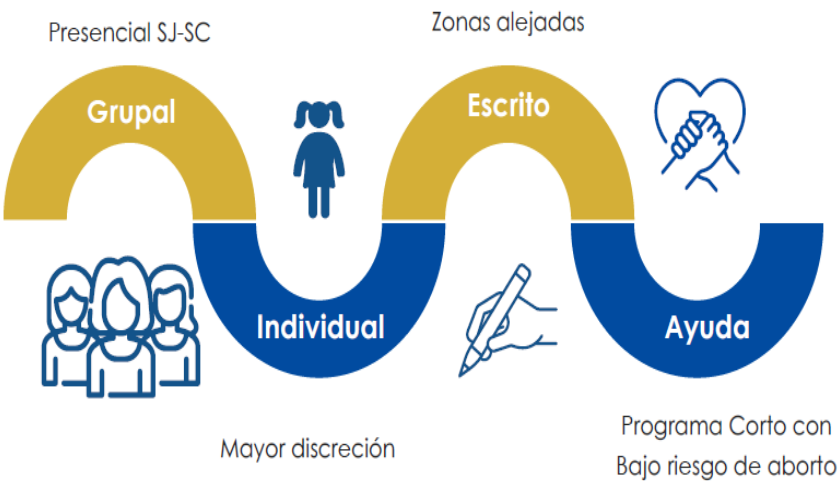 Presencial SJ-SC
Grupal
Individual
Mayor discreción
Zonas alejadas
Escrito
Ayuda
Programa Corto con
Bajo riesgo de aborto